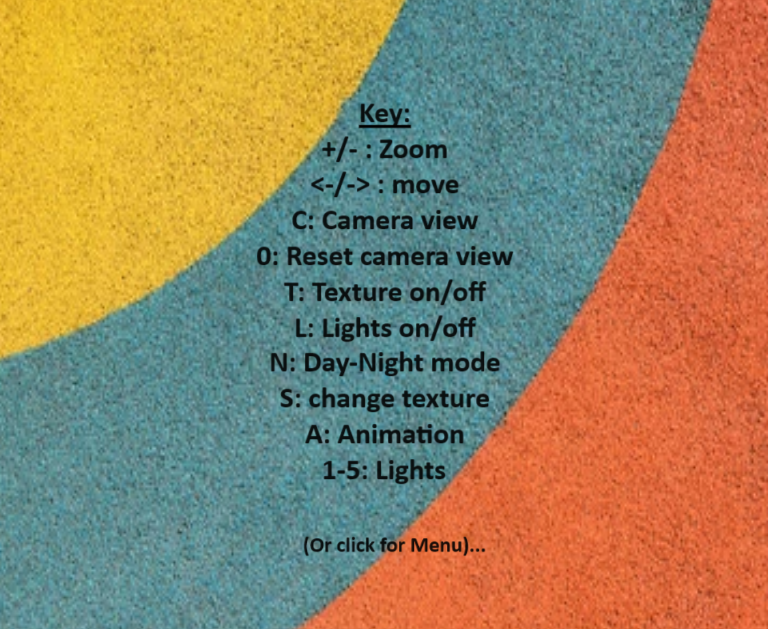 Key:
+/- : Zoom
<-/-> : move
C: Camera view
0: Reset camera view
T: Texture on/off
L: Lights on/off
N: Day-Night mode
S: change texture
A: Animation
1-5: Lights
(Or click for Menu)...